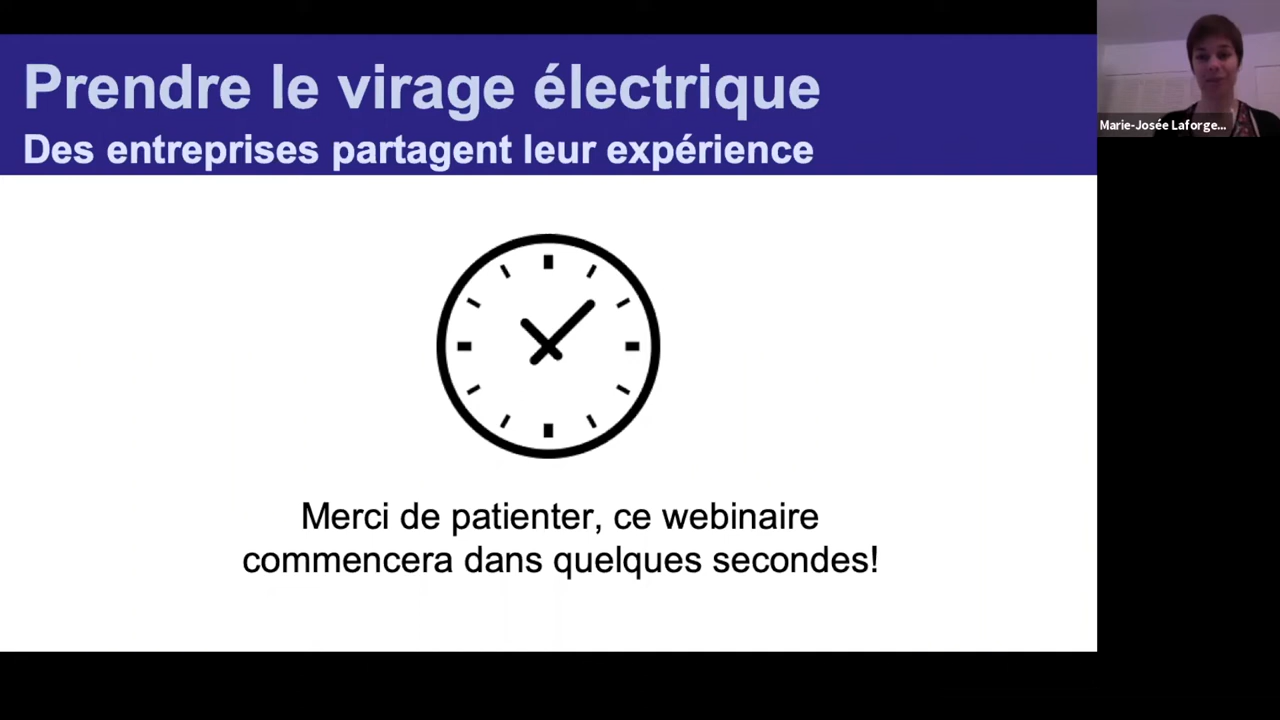 Prendre le virage électrique
Des entreprises partagent leur expérience
Marie-Josée Laforge...
Merci de patienter, ce webinaire
commencera dans quelques secondes!